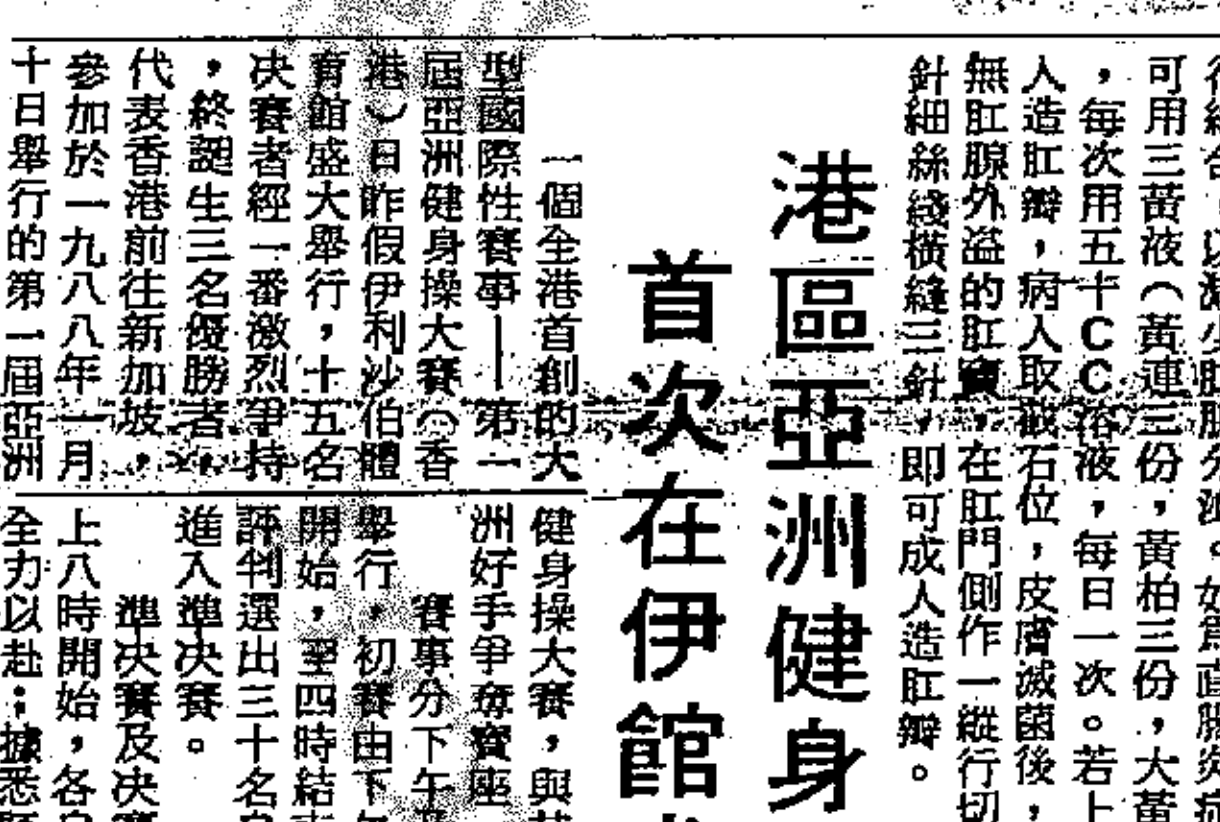 可用三黃液（黃連三份，黃柏三份，大黃
，每次用五十CC溶液，每日一次。若上
人造肛瓣，病人取截石位，皮膚滅菌後，
無肛腺外溢的肛竇，在肛門側作一縱行切
針細絲綫橫縫三針，即可成人造肛瓣。
港區亞洲健身
首次在伊館
一個全港首創的大
型國際性賽事——第一
屆亞洲健身操大賽（香
港）日昨假伊利沙伯體
育館盛大舉行，十五名
决賽者經一番激烈爭持
，終誕生三名優勝者，
代表香港前往新加坡，
參加於一九八八年一月
十日舉行的第一屆亞洲
健身操大賽，與
洲好手爭奪寶座
賽事分下午
舉行，初賽由下
開始，至四時結
評判選出三十名
進入準决賽。
準决賽及决
上八時開始，各
全力以赴；據悉